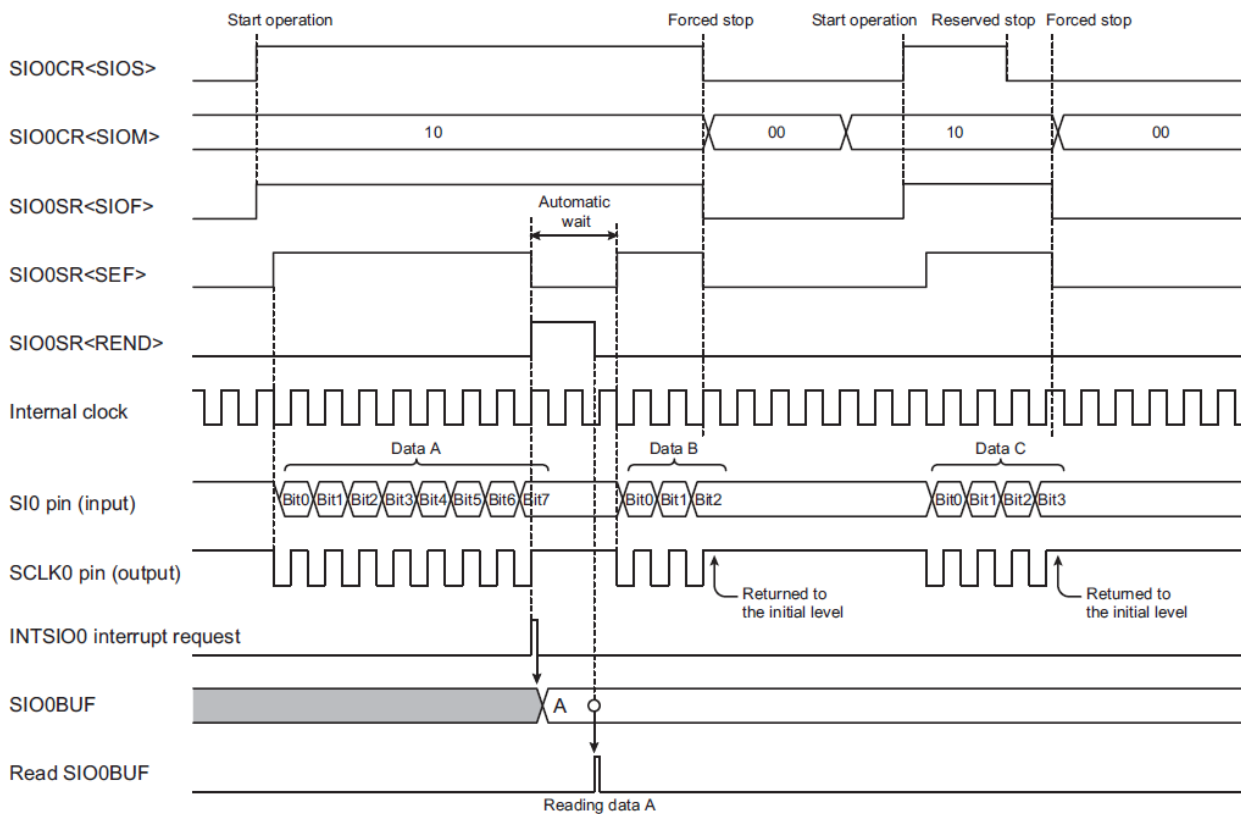 Start operation Forced stop Start operation Reserved stop Forced stop
SIO0CR<SIOS>
SIO0CR<SIOM> 10 00 10 00
SIO0SR<SIOF>
Automatic
wait
SIO0SR<SEF>
SIO0SR<REND>
Internal clock
Data A Data B Data C
SI0 pin (input) Bit0 Bit1 Bit2 Bit3 Bit4 Bit5 Bit6 Bit7 Bit0 Bit1 Bit2 Bit0 Bit1 Bit2 Bit3
SCLK0 pin (output)
Returned to
the initial level
Returned to
the initial level
INTSIO0 interrupt request
SIO0BUF A
Read SIO0BUF
Reading data A